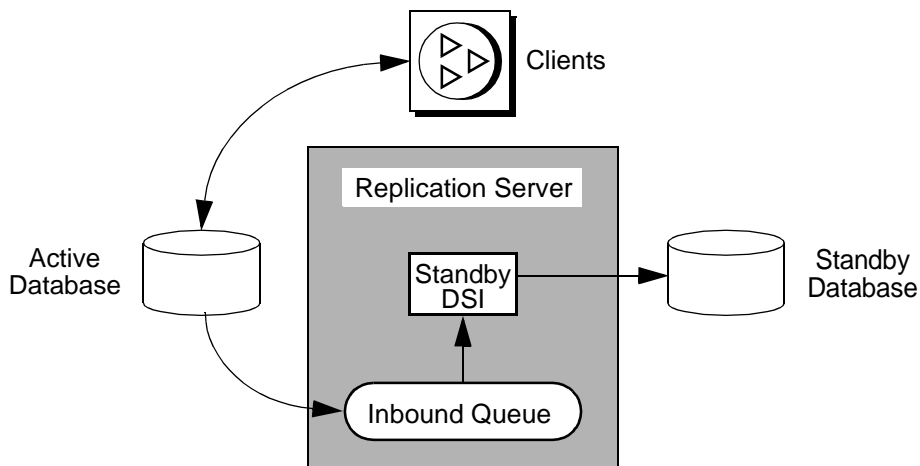 Clients
Replication Server
Active
Database
Standby
DSI
Standby
Database
Inbound Queue